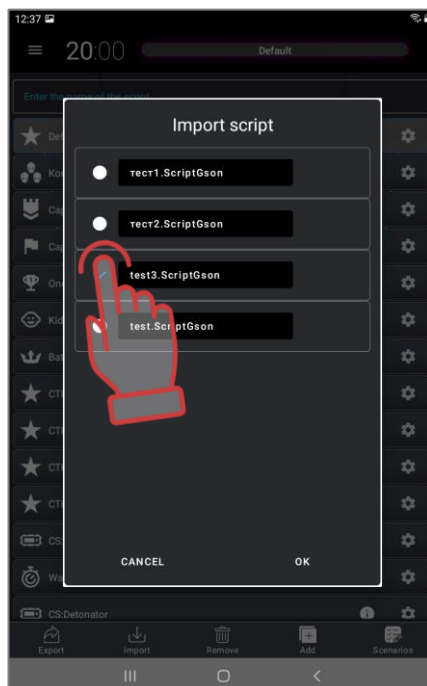 12:37
20:00 Default
Enter the name of the script
Import script
тест1.ScriptGson
тест2.ScriptGson
test3.ScriptGson
test.ScriptGson
CANCEL OK
CS:Detonator
Export Import Remove Add Scenarios